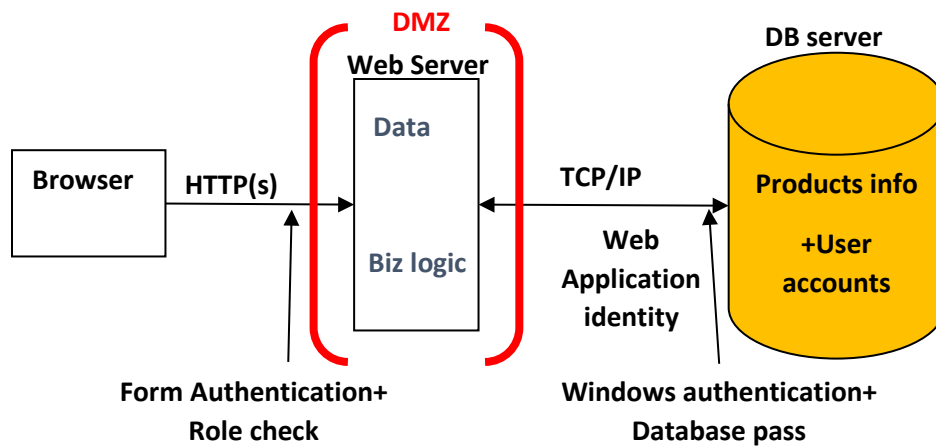 DMZ
Web Server
Data
Biz logic
Browser
HTTP(s)
TCP/IP
Web
Application
identity
DB server
Products info
+User
accounts
Form Authentication+
Role check
Windows authentication+
Database pass